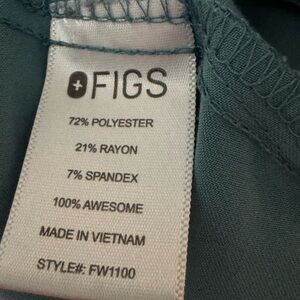 FIGS
72% POLYESTER
21% RAYON
7% SPANDEX
100% AWESOME
MADE IN VIETNAM
STYLE#: FW1100